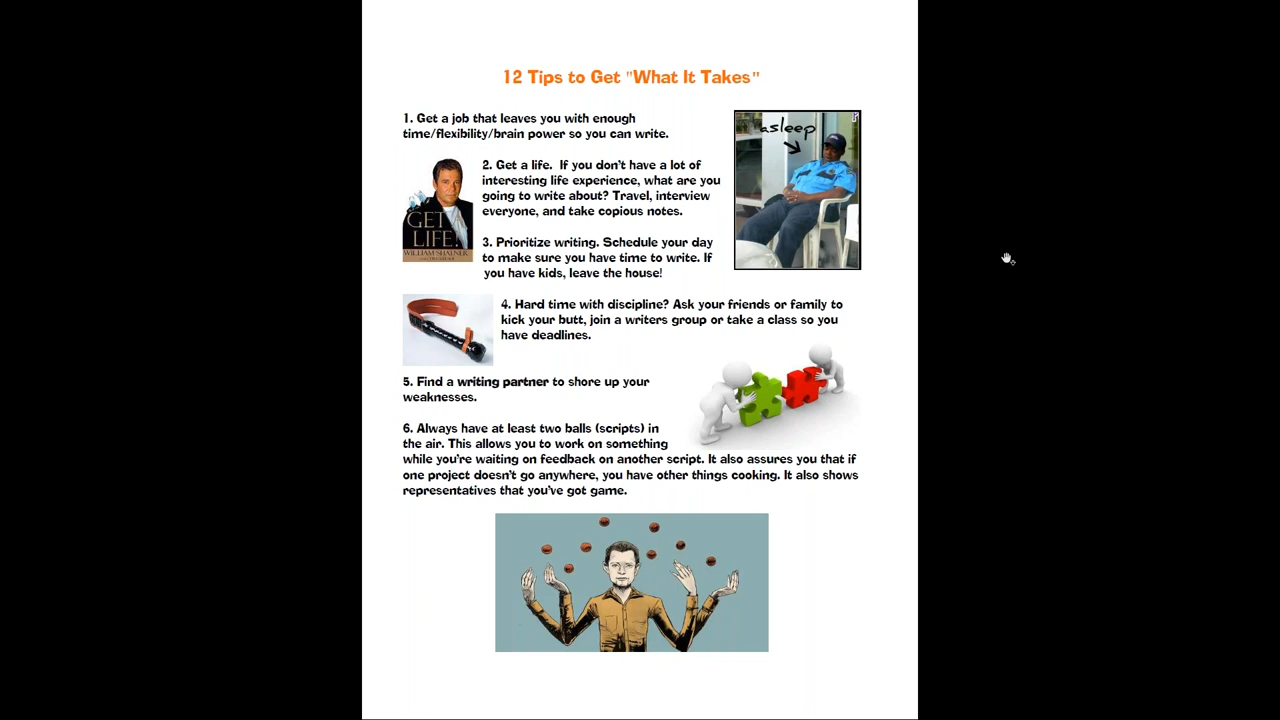 12 Tips to Get "What It Takes"
1. Get a job that leaves you with enough
time/flexibility/brain power so you can write.
asleep
2. Get a life.  If you don't have a lot of
interesting life experience, what are you
going to write about? Travel, interview
everyone, and take copious notes.
GET
LIFE!
WILLIAM SHATNER
3. Prioritize writing. Schedule your day
to make sure you have time to write. If
you have kids, leave the house!
4. Hard time with discipline? Ask your friends or family to
kick your butt, join a writers group or take a class so you
have deadlines.
5. Find a writing partner to shore up your
weaknesses.
6. Always have at least two balls (scripts) in
the air. This allows you to work on something
while you're waiting on feedback on another script. It also assures you that if
one project doesn't go anywhere, you have other things cooking. It also shows
representatives that you've got game.